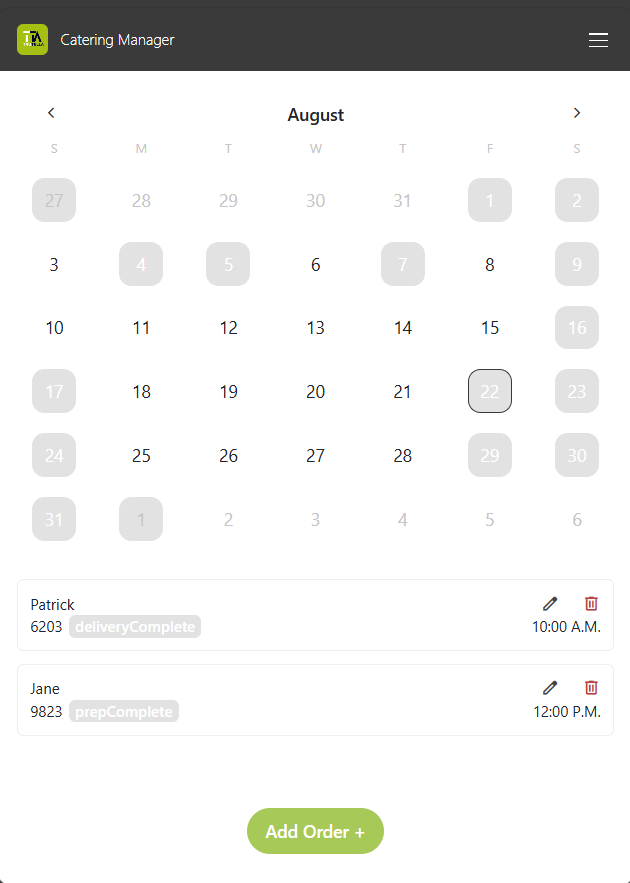 Catering Manager
August
S M T W T F S
27 28 29 30 31 1 2
3 4 5 6 7 8 9
10 11 12 13 14 15 16
17 18 19 20 21 22 23
24 25 26 27 28 29 30
31 1 2 3 4 5 6
Patrick
6203 deliveryComplete 10:00 A.M.
Jane
9823 prepComplete 12:00 P.M.
Add Order +